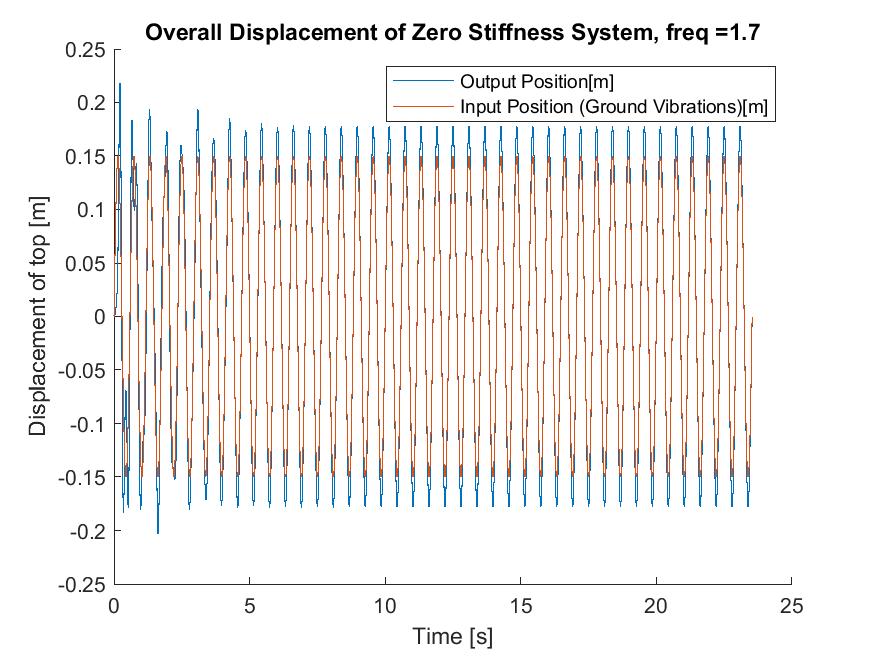 Overall Displacement of Zero Stiffness System, freq =1.7
0.25
Output Position[m]
Input Position (Ground Vibrations)[m]
0.2
0.15
0.1
0.05
0
-0.05
-0.1
-0.15
-0.2
-0.25
Displacement of top [m]
0 5 10 15 20 25
Time [s]